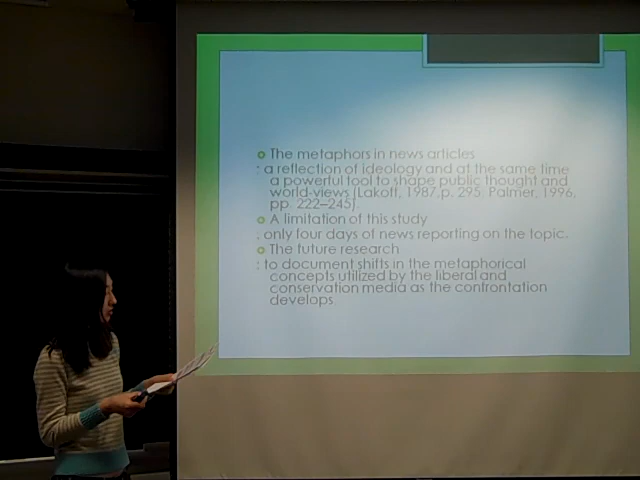 The metaphors in news articles
: a reflection of ideology and at the same time
a powerful tool to shape public thought and
world-views (Lakoff, 1987,p. 295. Palmer, 1996,
pp. 222–245).
A limitation of this study
: only four days of news reporting on the topic.
The future research
: to document shifts in the metaphorical
concepts utilized by the liberal and
conservation media as the confrontation
develops